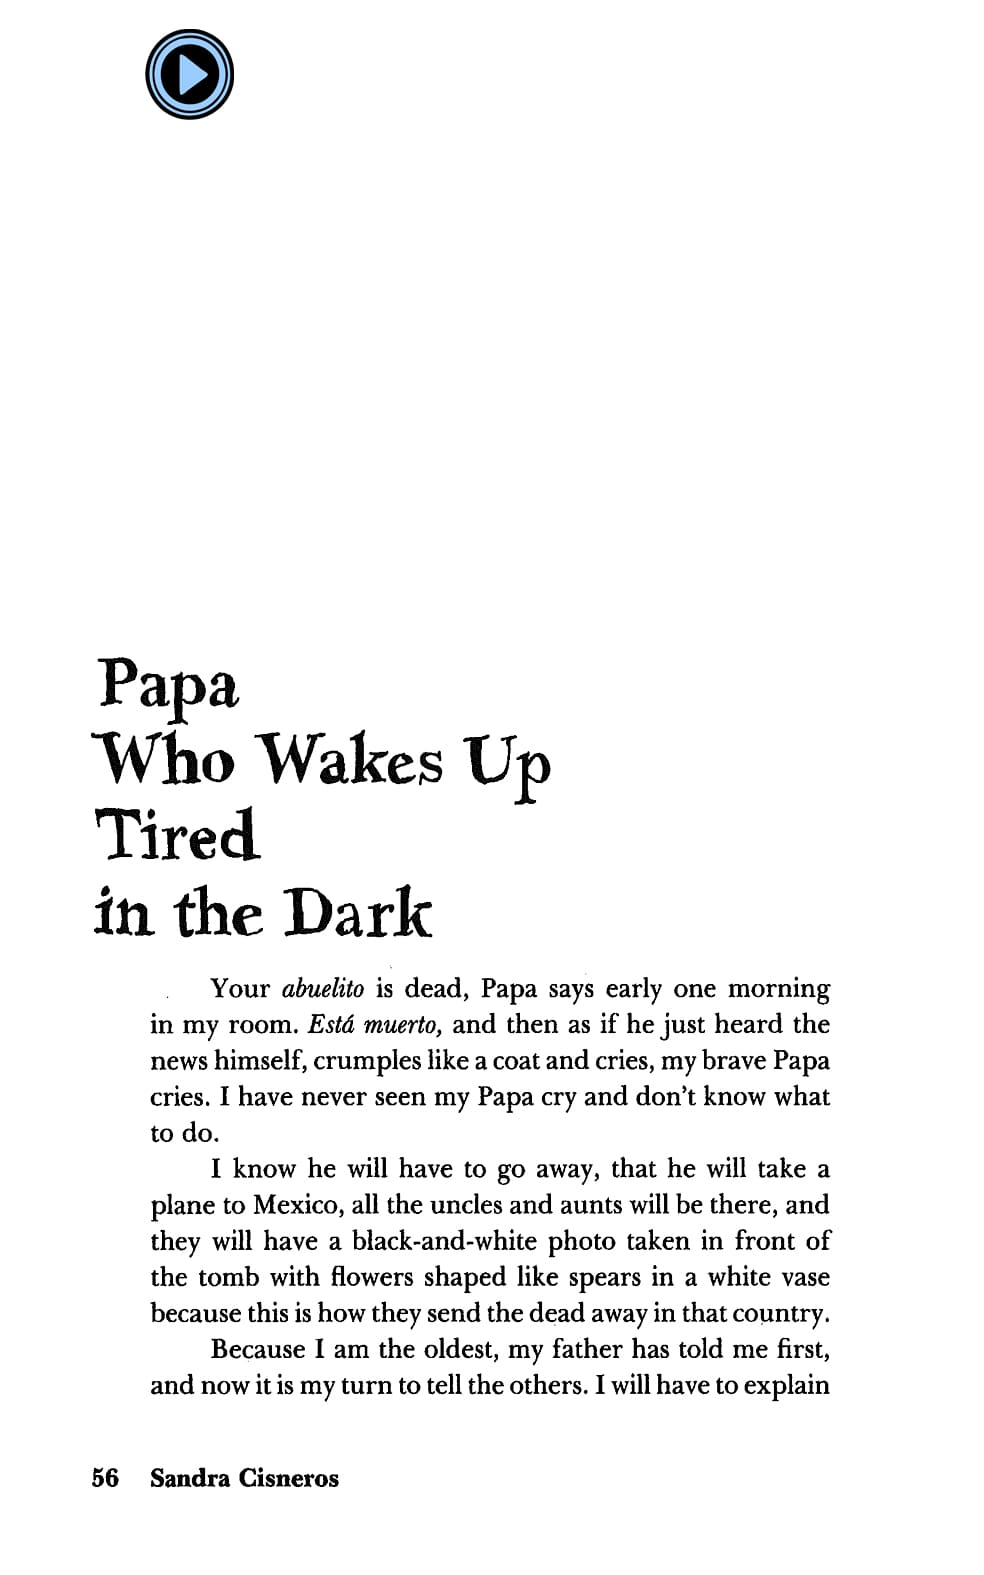 Papa
Who Wakes Up
Tired
in the Dark
Your abuelito is dead, Papa says early one morning
in my room. Está muerto, and then as if he just heard the
news himself, crumples like a coat and cries, my brave Papa
cries. I have never seen my Papa cry and don’t know what
to do.
I know he will have to go away, that he will take a
plane to Mexico, all the uncles and aunts will be there, and
they will have a black-and-white photo taken in front of
the tomb with flowers shaped like spears in a white vase
because this is how they send the dead away in that country.
Because I am the oldest, my father has told me first,
and now it is my turn to tell the others. I will have to explain
56 Sandra Cisneros